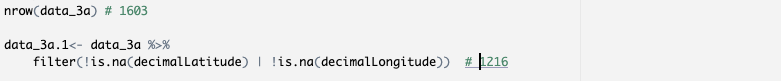 nrow(data_3a) # 1603
data_3a.1<- data_3a %>%
filter(!is.na(decimalLatitude) | !is.na(decimalLongitude)) # 1216